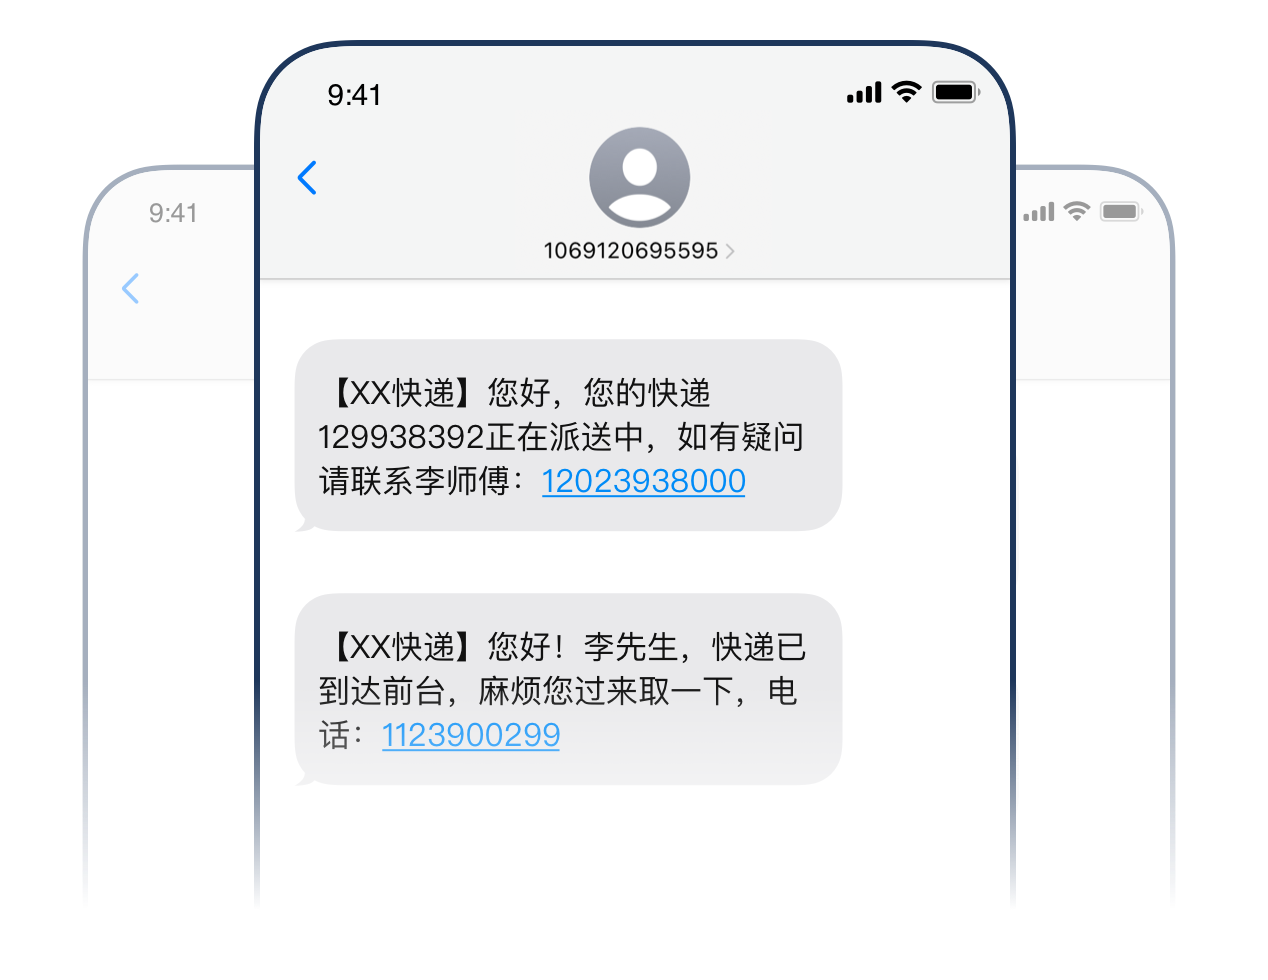 9:41
9:41
1069120695595
【XX快递】您好，您的快递
129938392正在派送中，如有疑问
请联系李师傅：12023938000
【XX快递】您好！李先生，快递已
到达前台，麻烦您过来取一下，电
话：1123900299